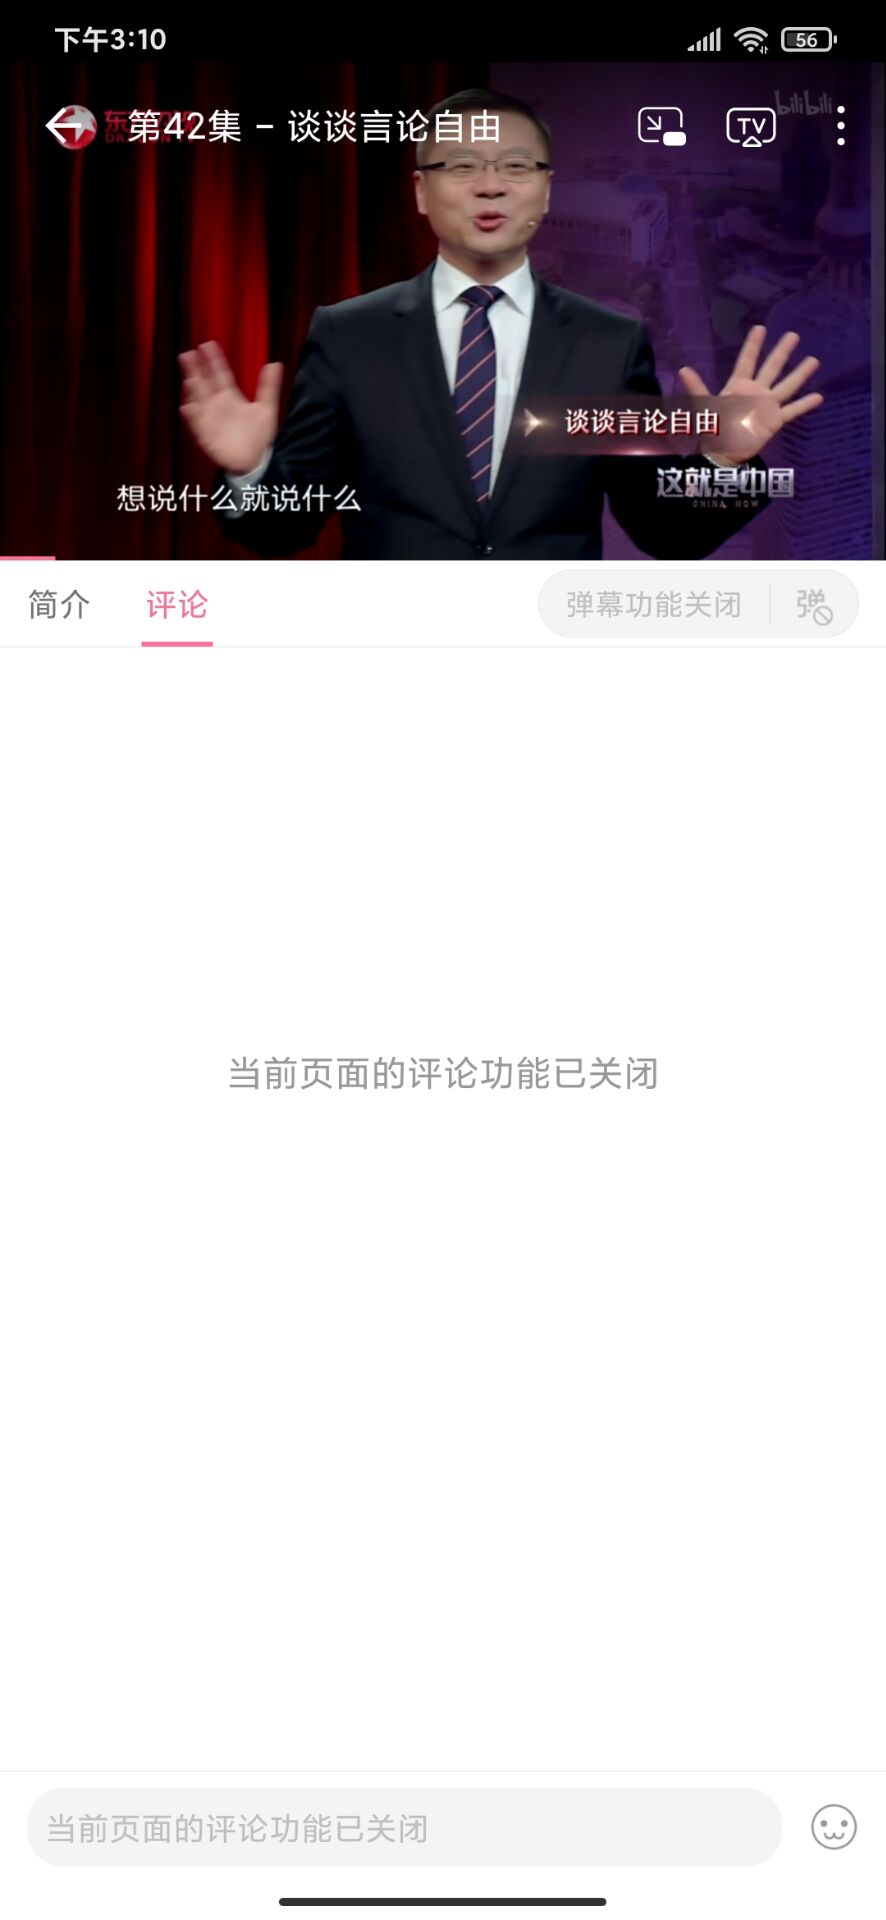 下午3:10
56
第42集 - 谈谈言论自由
TV
bilibili
谈谈言论自由
想说什么就说什么
这就是中国
CHINA NOW
简介
评论
弹幕功能关闭
弹
当前页面的评论功能已关闭
当前页面的评论功能已关闭